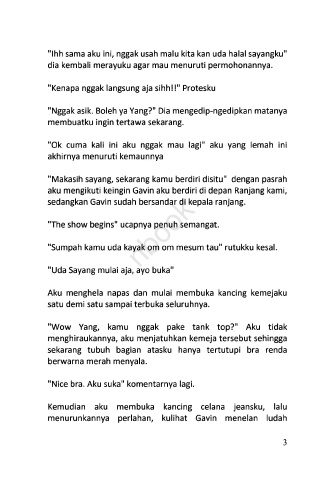 "Ihh sama aku ini, nggak usah malu kita kan uda halal sayangku"
dia kembali merayuku agar mau menuruti permohonannya.
"Kenapa nggak langsung aja sihh!!" Protesku
"Nggak asik. Boleh ya Yang?" Dia mengedip-ngedipkan matanya
membuatku ingin tertawa sekarang.
"Ok cuma kali ini aku nggak mau lagi" aku yang lemah ini
akhirnya menuruti kemaunnya
"Makasih sayang, sekarang kamu berdiri disitu" dengan pasrah
aku mengikuti keingin Gavin aku berdiri di depan Ranjang kami,
sedangkan Gavin sudah bersandar di kepala ranjang.
"The show begins" ucapnya penuh semangat.
"Sumpah kamu uda kayak om om mesum tau" rutukku kesal.
"Uda Sayang mulai aja, ayo buka"
Aku menghela napas dan mulai membuka kancing kemejaku
satu demi satu sampai terbuka seluruhnya.
"Wow Yang, kamu nggak pake tank top?" Aku tidak
menghiraukannya, aku menjatuhkan kemeja tersebut sehingga
sekarang tubuh bagian atasku hanya tertutupi bra renda
berwarna merah menyala.
"Nice bra. Aku suka" komentarnya lagi.
Kemudian aku membuka kancing celana jeansku, lalu
menurunkannya perlahan, kulihat Gavin menelan ludah
3